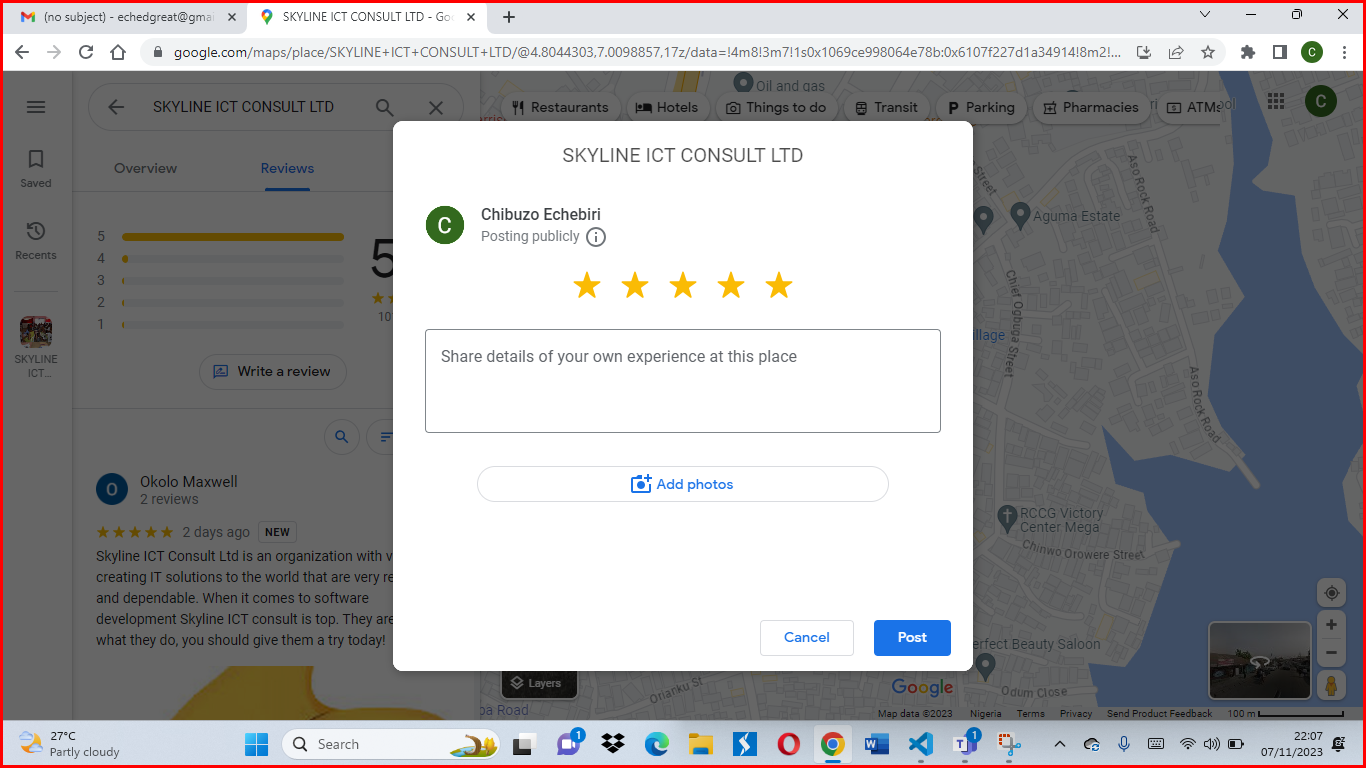 (no subject) - echedgreat@gmai
SKYLINE ICT CONSULT LTD - Goo
google.com/maps/place/SKYLINE+ICT+CONSULT+LTD/@4.8044303,7.0098857,17z/data=!4m8!3m7!1s0x1069ce998064e78b:0x6107f227d1a34914!8m2!...
C
Oil and gas
SKYLINE ICT CONSULT LTD
Restaurants
Hotels
Things to do
Transit
Parking
Pharmacies
ATMs
C
Saved
Recents
SKYLINE
ICT...
Overview
Reviews
5
4
3
2
1
5
10
Write a review
O
Okolo Maxwell
2 reviews
2 days ago
NEW
Skyline ICT Consult Ltd is an organization with v
creating IT solutions to the world that are very re
and dependable. When it comes to software
development Skyline ICT consult is top. They are
what they do, you should give them a try today!
SKYLINE ICT CONSULT LTD
C
Chibuzo Echebiri
Posting publicly
Share details of your own experience at this place
Add photos
Cancel
Post
Street
Aso Rock Road
Aguma Estate
Chief Ogbuga Street
illage
Aso Rock Road
RCCG Victory
Center Mega
Chinwo Orowere Street
erfect Beauty Saloon
Odum Close
Orianku St
pa Road
Layers
Google
Map data ©2023
Nigeria
Terms
Privacy
Send Product Feedback
100 m
27°C
Partly cloudy
Search
1
1
22:07
07/11/2023